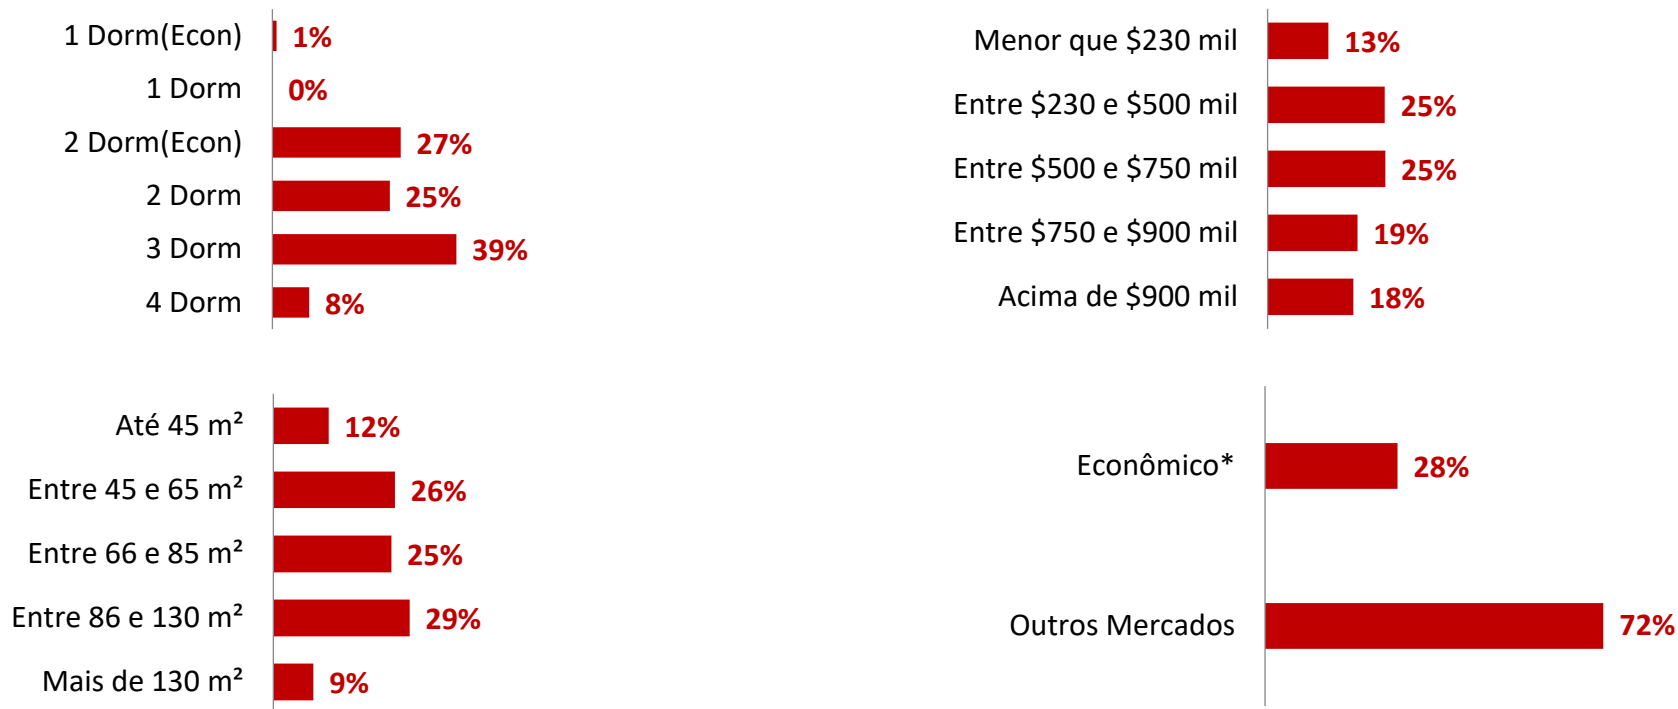 1 Dorm(Econ) 1%
1 Dorm 0%
2 Dorm(Econ) 27%
2 Dorm 25%
3 Dorm 39%
4 Dorm 8%
Menor que $230 mil 13%
Entre $230 e $500 mil 25%
Entre $500 e $750 mil 25%
Entre $750 e $900 mil 19%
Acima de $900 mil 18%
Até 45 m² 12%
Entre 45 e 65 m² 26%
Entre 66 e 85 m² 25%
Entre 86 e 130 m² 29%
Mais de 130 m² 9%
Econômico* 28%
Outros Mercados 72%